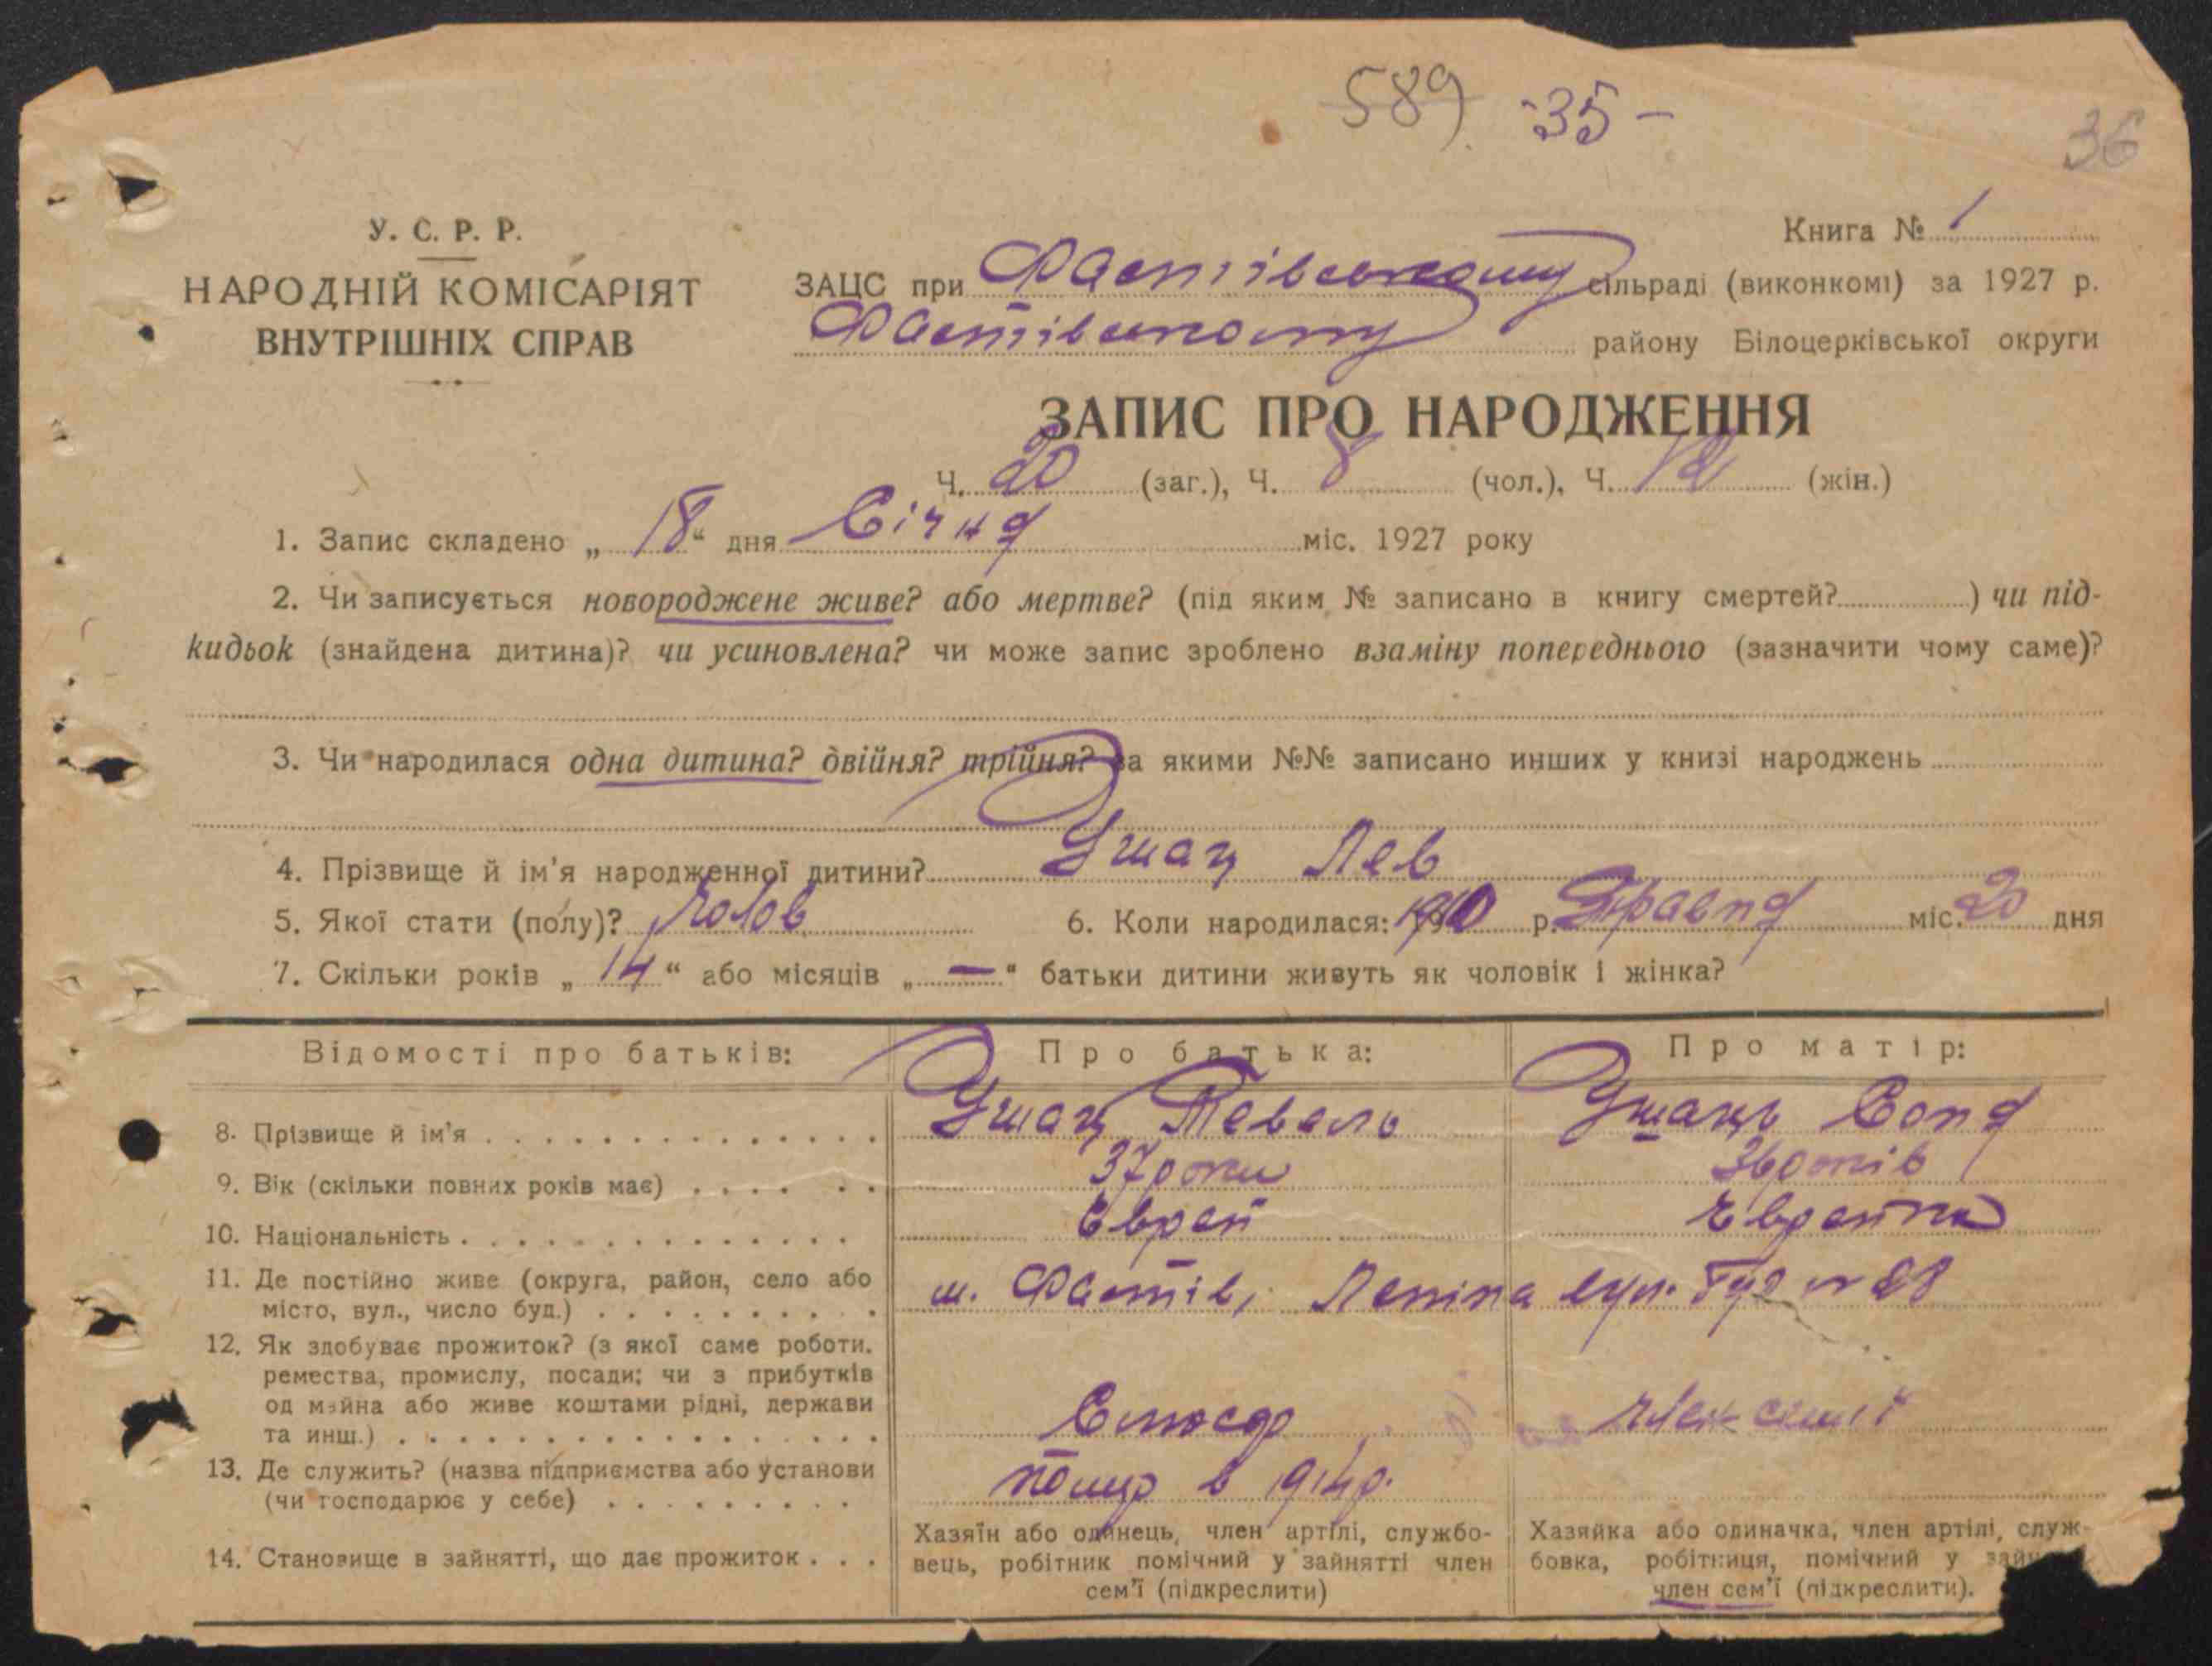 589 -35-
36
У. С. Р. Р.
НАРОДНІЙ КОМІСАРІЯТ
ВНУТРІШНІХ СПРАВ
Книга № 1
ЗАЦС при Фастівському сільраді (виконкомі) за 1927 р.
Фастівському району Білоцерківської округи
ЗАПИС ПРО НАРОДЖЕННЯ
Ч. 20 (заг.), Ч. 8 (чол.), Ч. 12 (жін.)
1. Запис складено „ 18 “ дня Січня міс. 1927 року
2. Чи записується новороджене живе? або мертве? (під яким № записано в книгу смертей?) чи під-
кидьок (знайдена дитина)? чи усиновлена? чи може запис зроблено взаміну попереднього (зазначити чому саме)?
3. Чи народилася одна дитина? двійня? трійня? за якими №№ записано инших у книзі народжень
4. Прізвище й ім'я народженної дитини? Ушац Лев
5. Якої стати (полу)? Чолов 6. Коли народилася: 1910 р. Травня міс. 20 дня
7. Скільки років „ 14 “ або місяців „ — “ батьки дитини живуть як чоловік і жінка?
Відомості про батьків: Про батька: Про матір:
8. Прізвище й ім'я Ушац Тевель Ушац Соня
9. Вік (скільки повних років має) 37 роки 36 років
10. Національність Єврей Єврейка
11. Де постійно живе (округа, район, село або
місто, вул., число буд.) м. Фастів, Леніна вул. буд № 28
12. Як здобуває прожиток? (з якої саме роботи,
ремества, промислу, посади; чи з прибутків
од майна або живе коштами рідні, держави
та инш.) Слюсар член сем'ї
13. Де служить? (назва підприємства або установи
(чи господарює у себе) помер в 1914 р.
14. Становище в зайнятті, що дає прожиток
Хазяїн або одинець, член артілі, службо-
вець, робітник помічний у зайнятті член
сем'ї (підкреслити)
Хазяйка або одиначка, член артілі, служ-
бовка, робітниця, помічний у
член сем'ї (підкреслити).